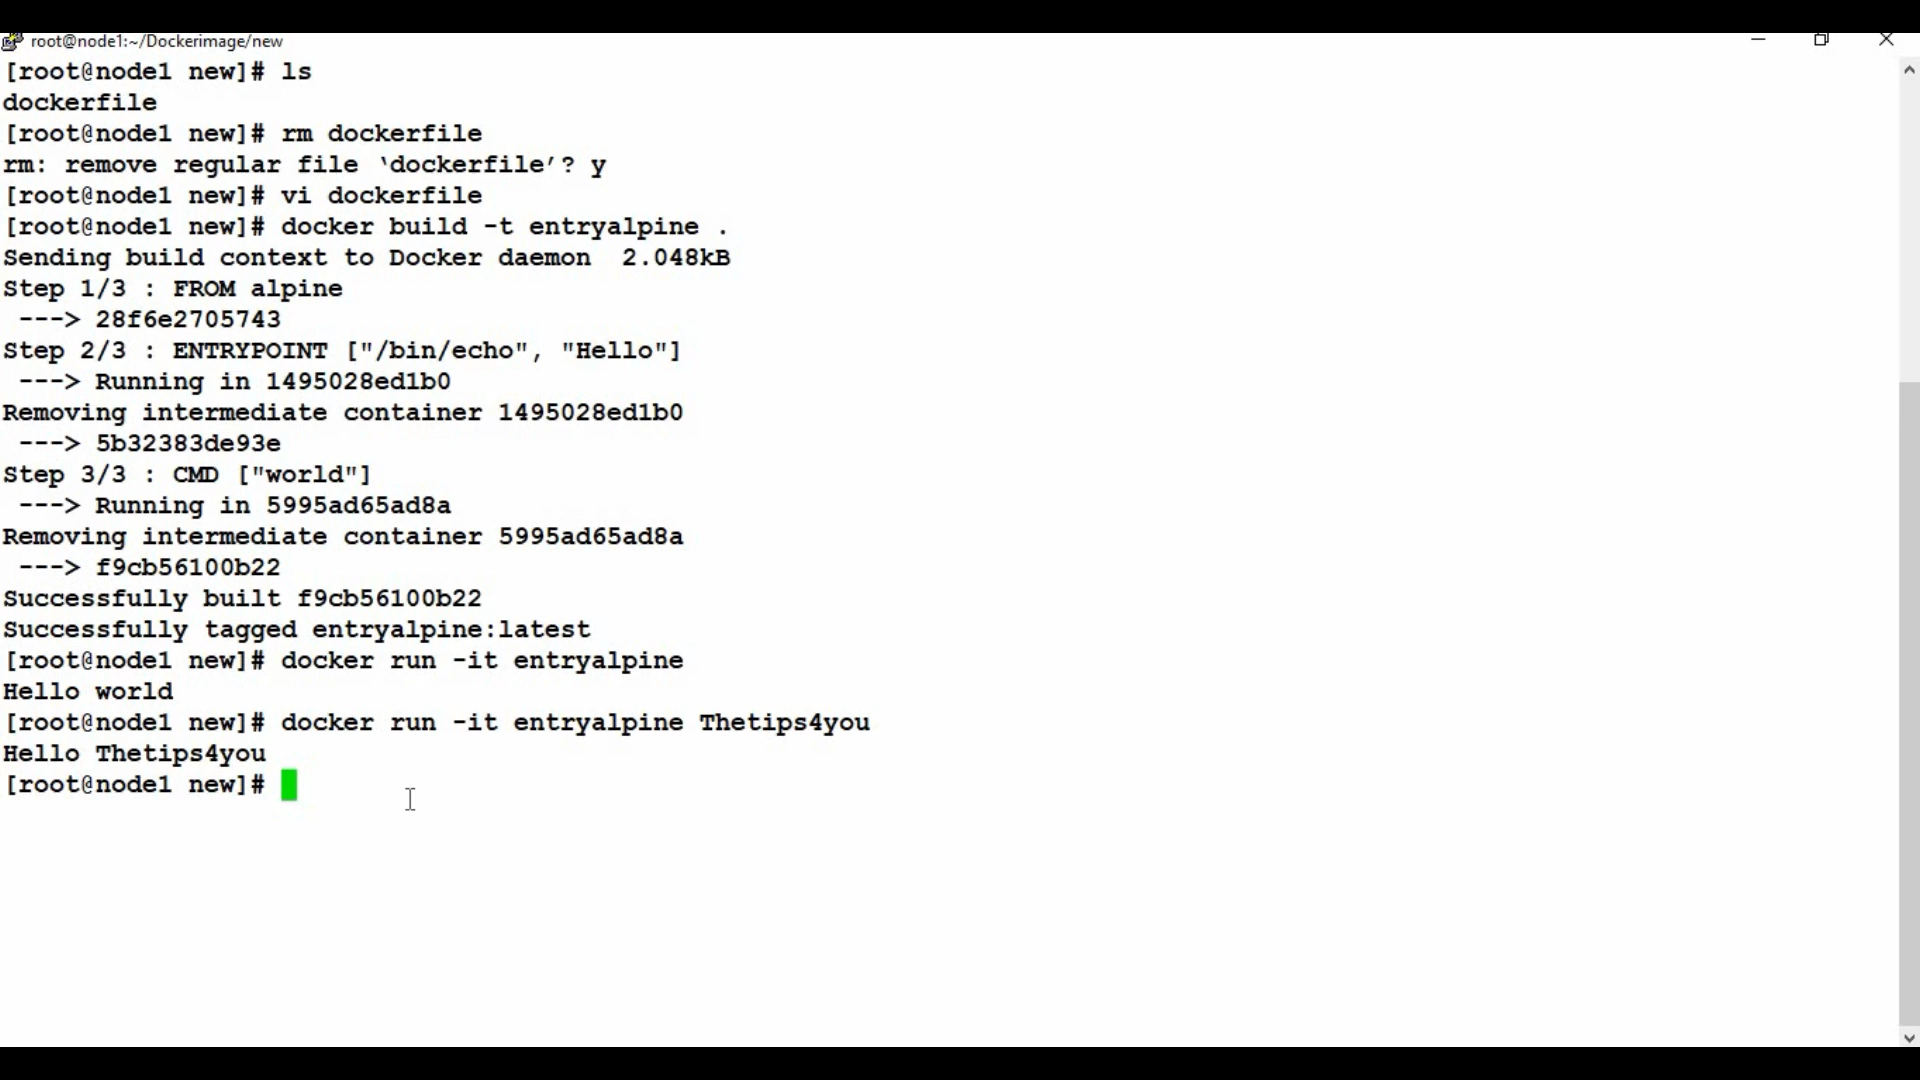 root@node1:~/Dockerimage/new
[root@node1 new]# ls
dockerfile
[root@node1 new]# rm dockerfile
rm: remove regular file ‘dockerfile’? y
[root@node1 new]# vi dockerfile
[root@node1 new]# docker build -t entryalpine .
Sending build context to Docker daemon  2.048kB
Step 1/3 : FROM alpine
 ---> 28f6e2705743
Step 2/3 : ENTRYPOINT ["/bin/echo", "Hello"]
 ---> Running in 1495028ed1b0
Removing intermediate container 1495028ed1b0
 ---> 5b32383de93e
Step 3/3 : CMD ["world"]
 ---> Running in 5995ad65ad8a
Removing intermediate container 5995ad65ad8a
 ---> f9cb56100b22
Successfully built f9cb56100b22
Successfully tagged entryalpine:latest
[root@node1 new]# docker run -it entryalpine
Hello world
[root@node1 new]# docker run -it entryalpine Thetips4you
Hello Thetips4you
[root@node1 new]#